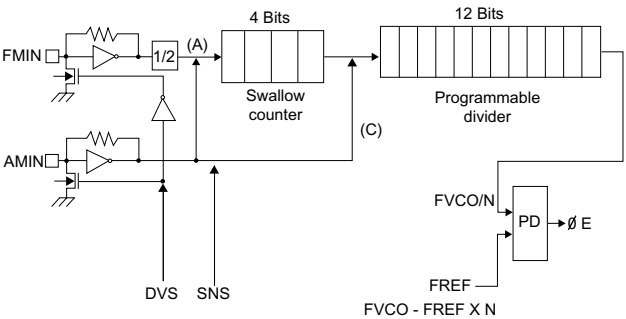 4 Bits
12 Bits
FMIN
1/2
(A)
Swallow
counter
Programmable
divider
(C)
AMIN
FVCO/N
PD
Ø E
DVS
SNS
FREF
FVCO - FREF X N